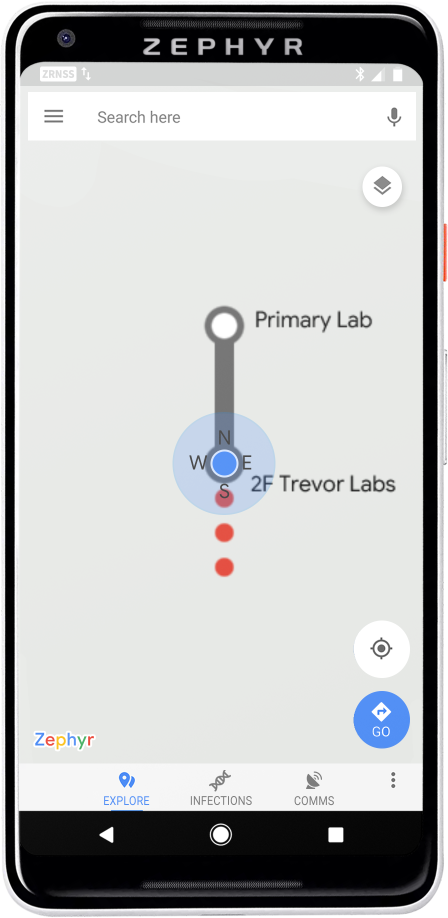 ZEPHYR
ZRNSS
Search here
Primary Lab
N
W E
S
2F Trevor Labs
GO
Zephyr
EXPLORE INFECTIONS COMMS